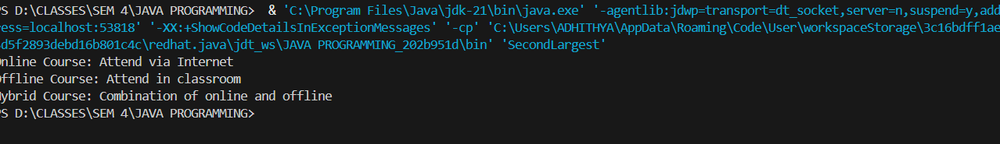 PS D:\CLASSES\SEM 4\JAVA PROGRAMMING>  & 'C:\Program Files\Java\jdk-21\bin\java.exe' '-agentlib:jdwp=transport=dt_socket,server=n,suspend=y,add
ress=localhost:53818' '-XX:+ShowCodeDetailsInExceptionMessages' '-cp' 'C:\Users\ADHITHYA\AppData\Roaming\Code\User\workspaceStorage\3c16bdff1ae
d5f2893debd16b801c4c\redhat.java\jdt_ws\JAVA PROGRAMMING_202b951d\bin' 'SecondLargest'
Online Course: Attend via Internet
Offline Course: Attend in classroom
Hybrid Course: Combination of online and offline
PS D:\CLASSES\SEM 4\JAVA PROGRAMMING>